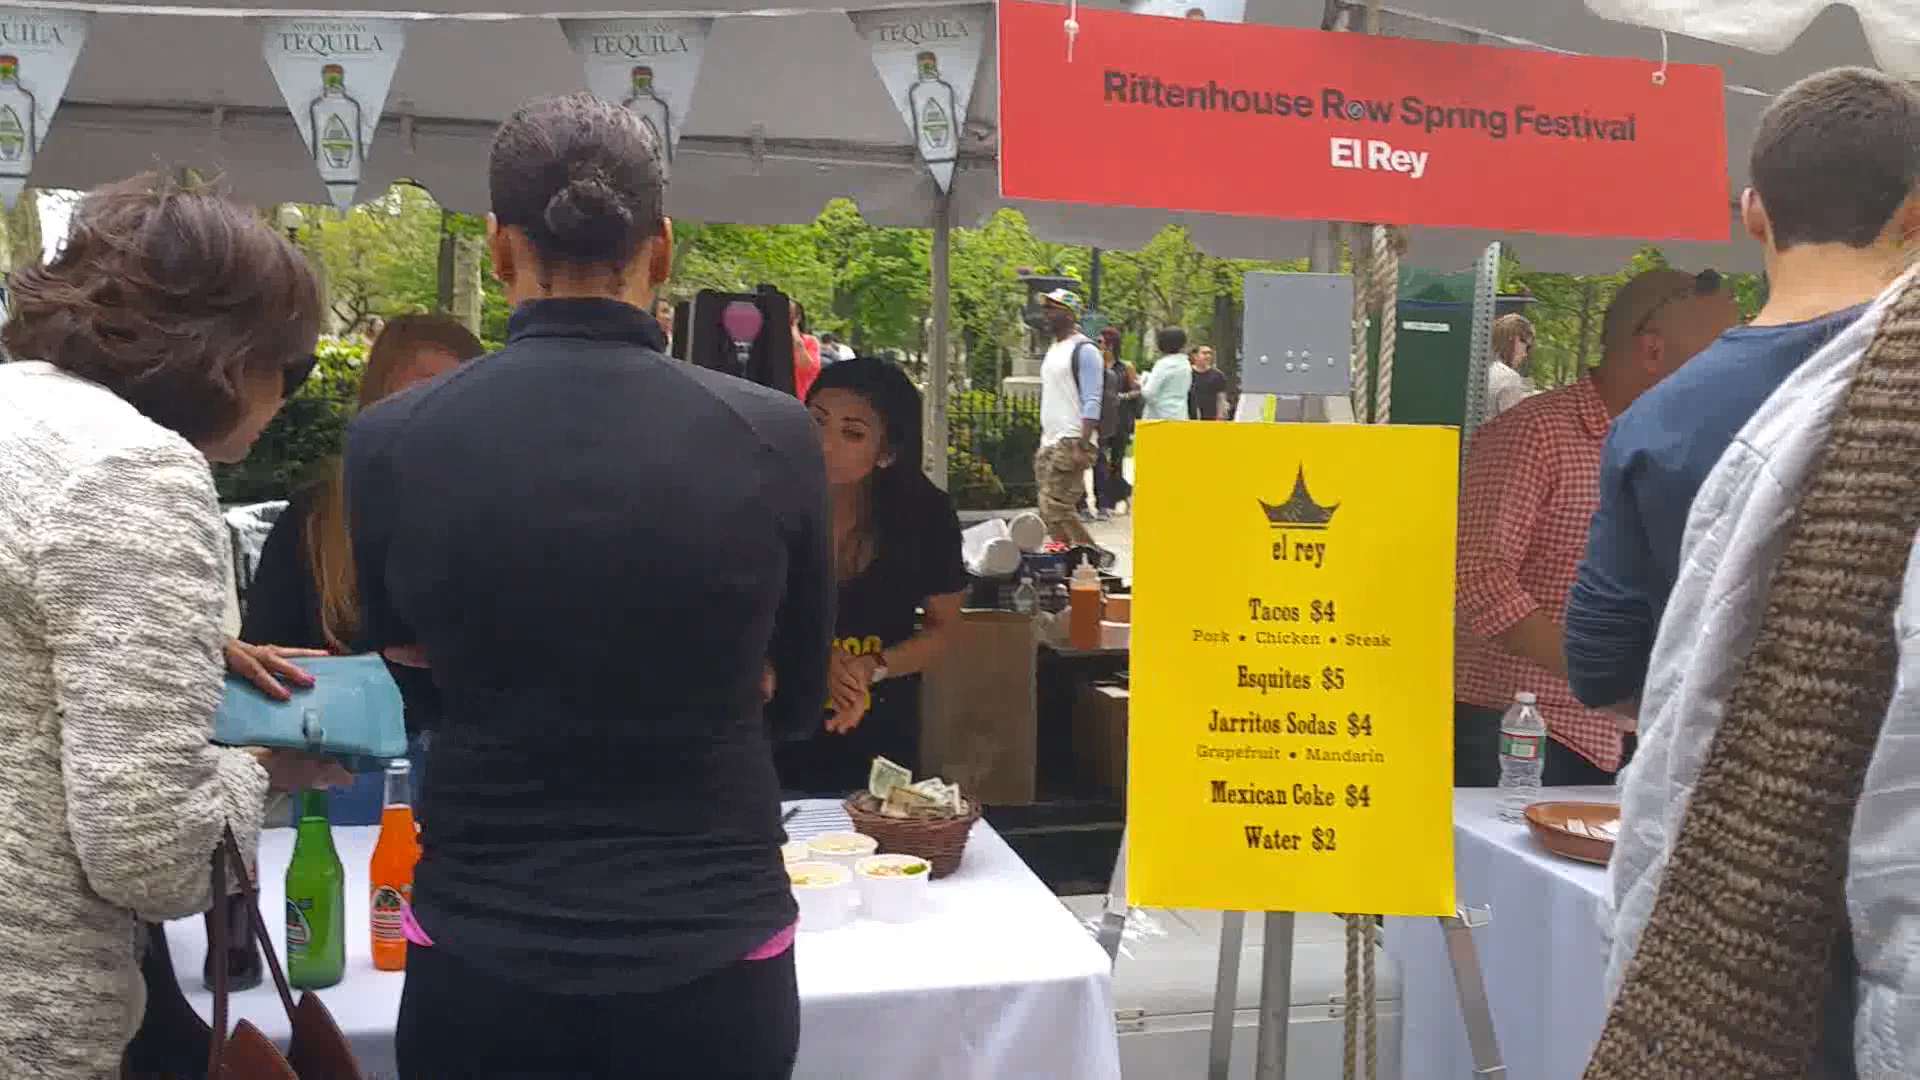 TEQUILA
TEQUILA
TEQUILA
Rittenhouse Row Spring Festival
El Rey
el rey
Tacos $4
Pork • Chicken • Steak
Esquites $5
Jarritos Sodas $4
Grapefruit • Mandarin
Mexican Coke $4
Water $2